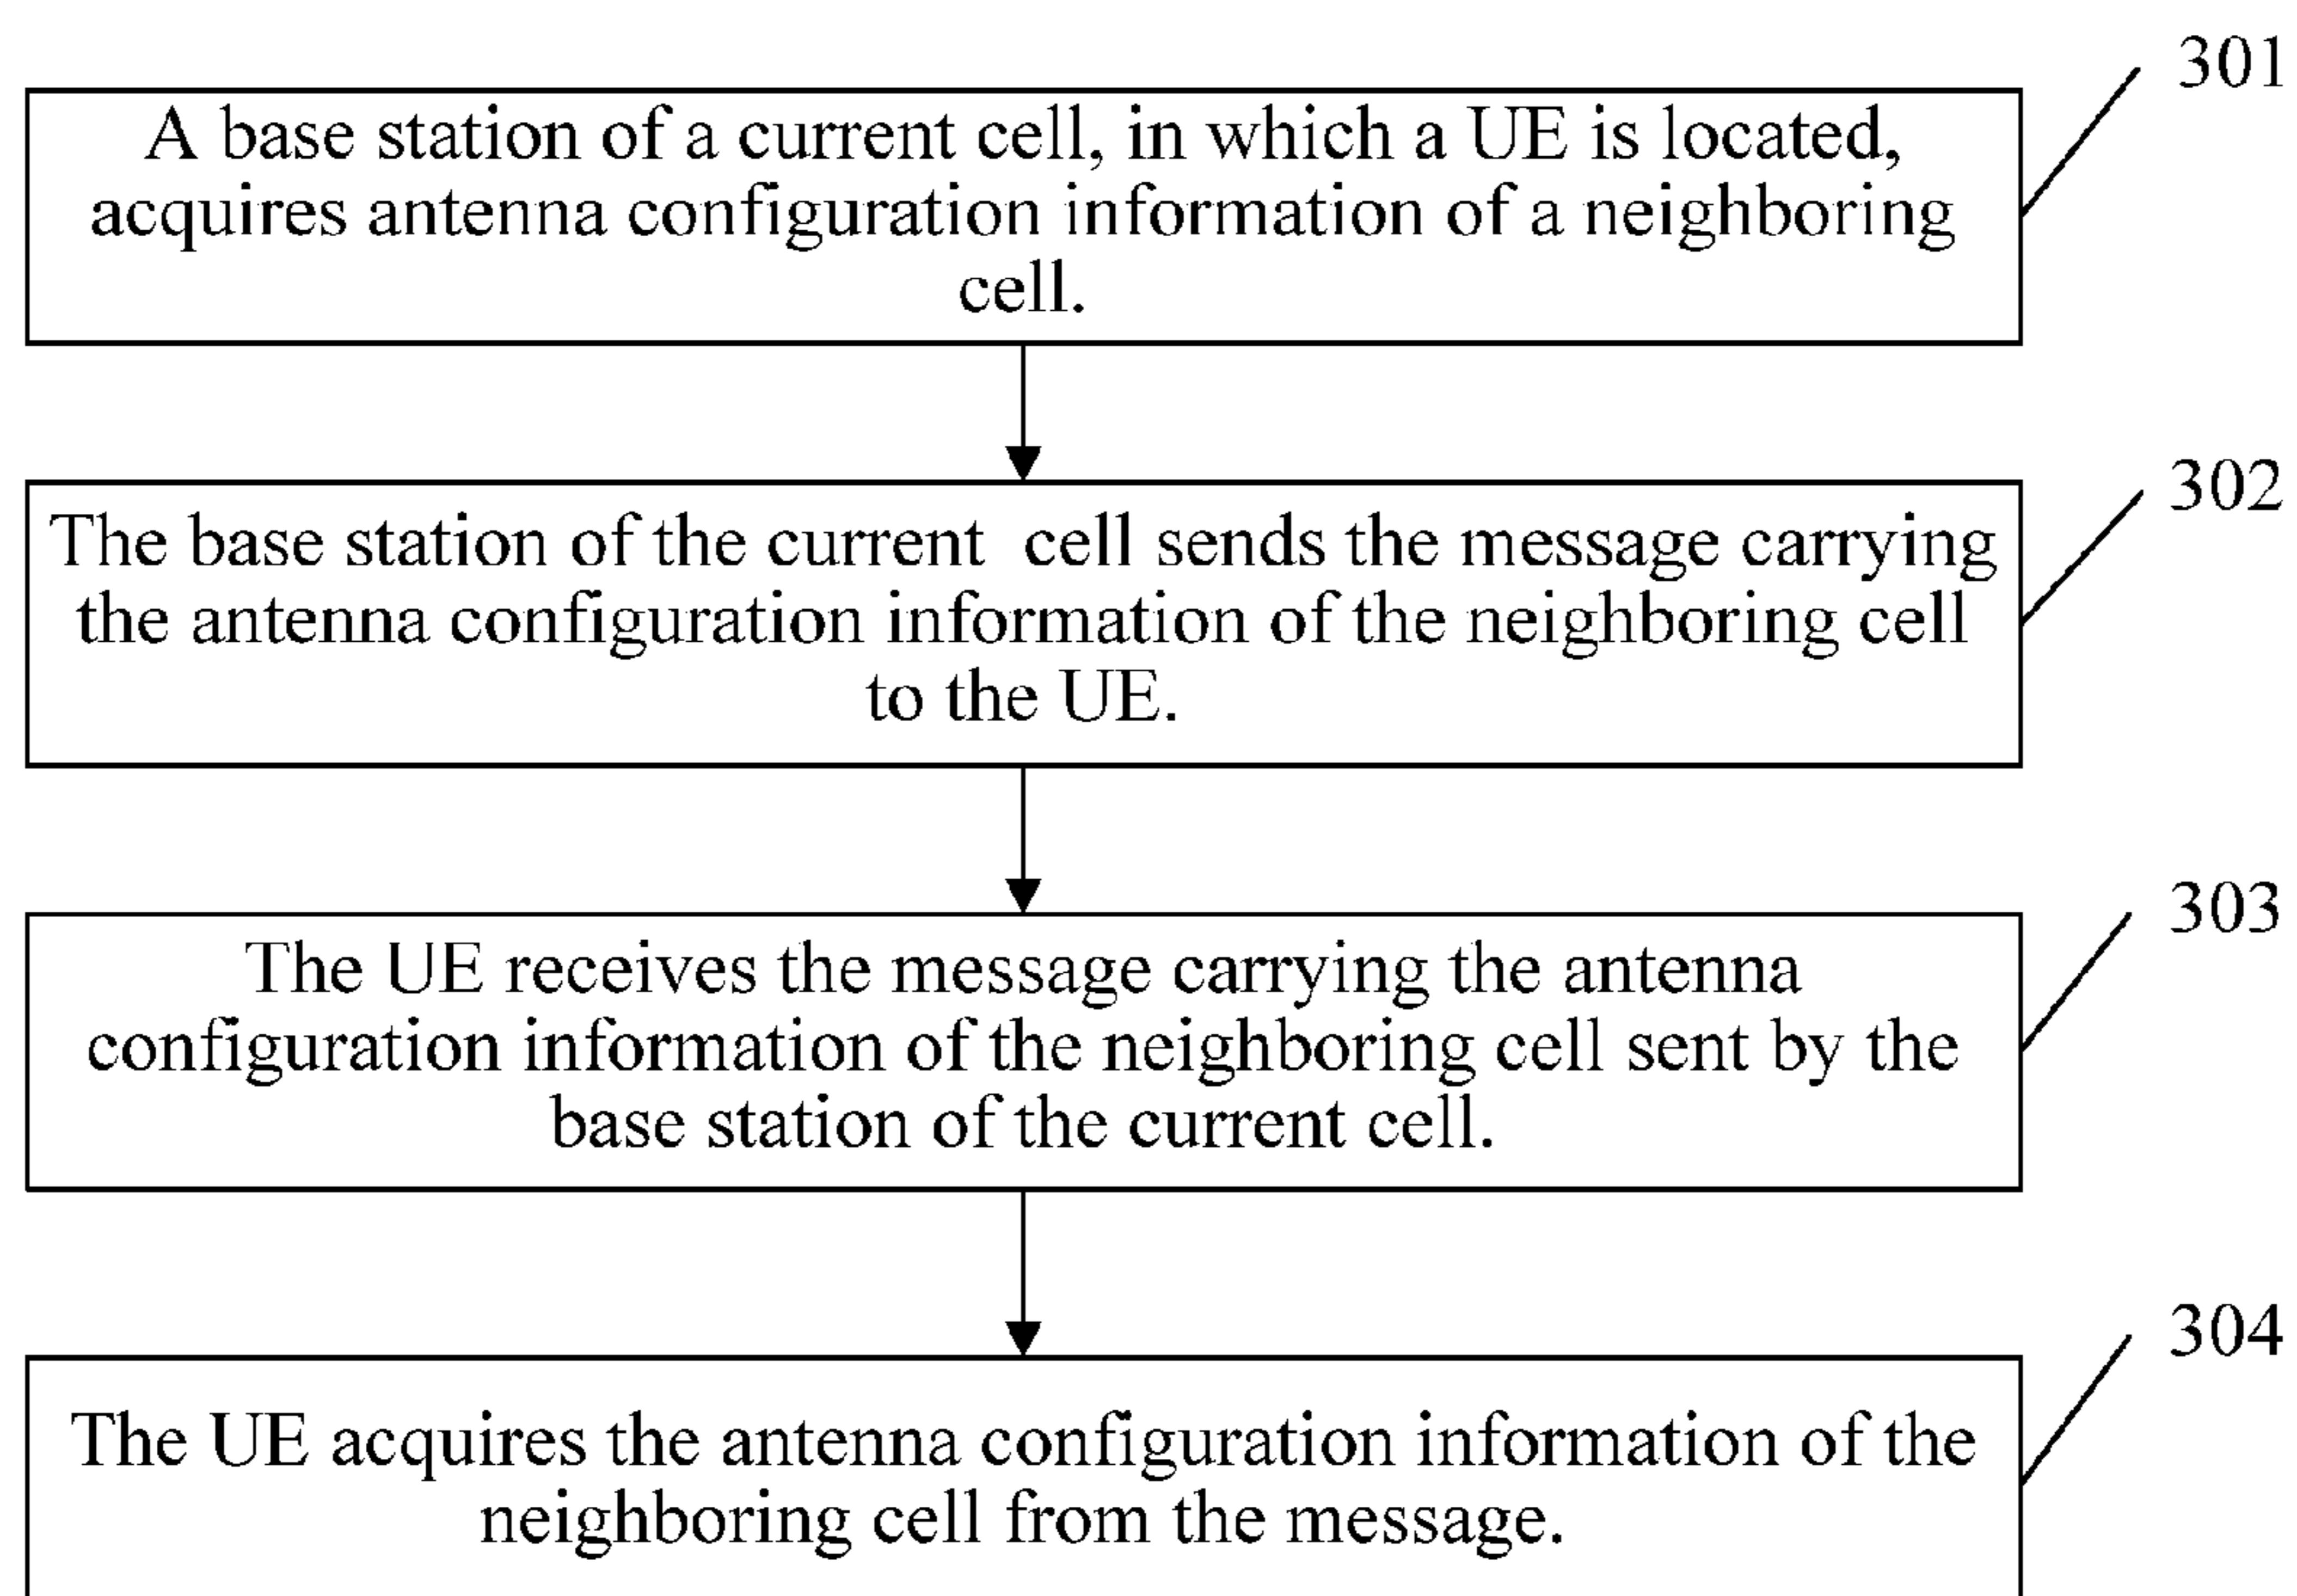 301
A base station of a current cell, in which a UE is located,
acquires antenna configuration information of a neighboring
cell.
302
The base station of the current cell sends the message carrying
the antenna configuration information of the neighboring cell
to the UE.
303
The UE receives the message carrying the antenna
configuration information of the neighboring cell sent by the
base station of the current cell.
304
The UE acquires the antenna configuration information of the
neighboring cell from the message.